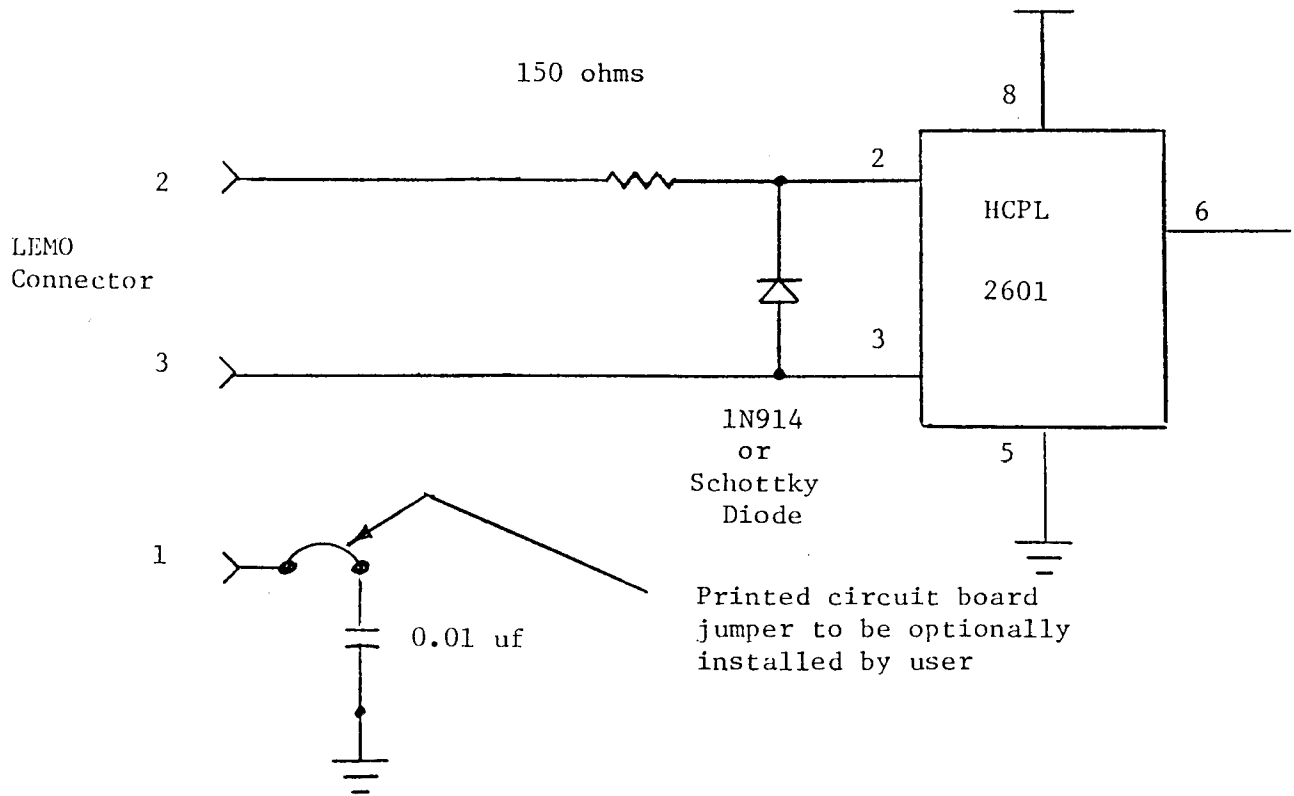 150 ohms
8
2
2
HCPL
6
LEMO
Connector
2601
3
3
1N914
or
Schottky
Diode
5
1
Printed circuit board
jumper to be optionally
installed by user
0.01 uf